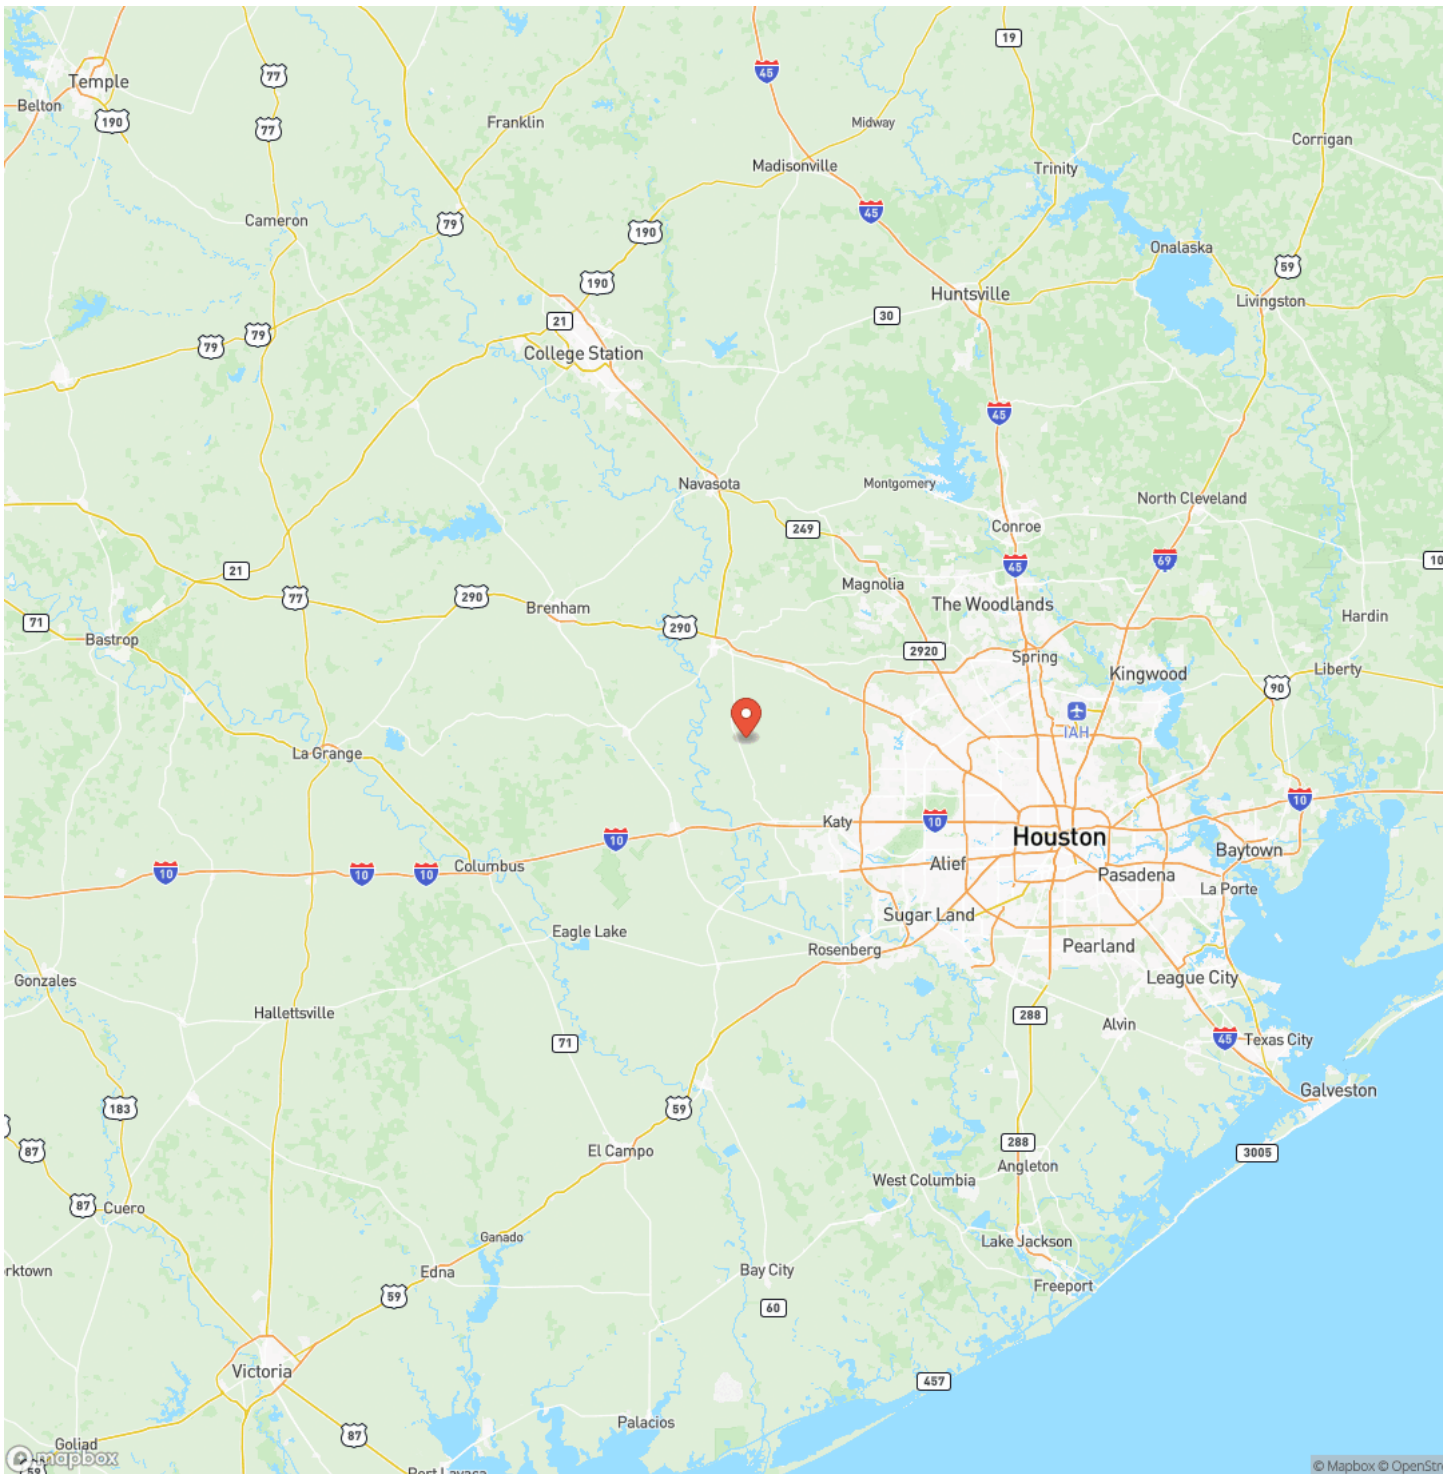 19
77
45
Temple
Belton
190
77
Franklin
Midway
Corrigan
Madisonville
Trinity
45
Cameron
79
190
Onalaska
59
190
Huntsville
Livingston
30
21
79
79
College Station
45
Navasota
Montgomery
North Cleveland
249
Conroe
45
69
10
21
77
290
Magnolia
The Woodlands
Brenham
Hardin
71
290
Bastrop
2920
Spring
Kingwood
Liberty
90
IAH
La Grange
10
Katy
10
10
Houston
Baytown
10
10
10
Columbus
Alief
Pasadena
La Porte
Sugar Land
Eagle Lake
Rosenberg
Pearland
League City
Gonzales
Hallettsville
288
Alvin
71
45
Texas City
Galveston
183
59
87
288
3005
El Campo
Angleton
West Columbia
87
Cuero
Ganado
Lake Jackson
rktown
Edna
Bay City
Freeport
59
60
Victoria
457
Palacios
87
Goliad
mapbox
59
Port Lavaca
© Mapbox © OpenStr